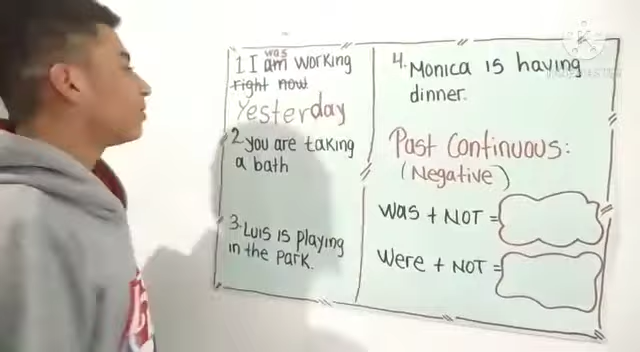 was
1. I am working
right now
Yesterday
2. you are taking
a bath
3. Luis is playing
in the Park.
4. Monica is having
dinner.
Past Continuous:
(Negative)
was + NOT =
were + NOT =